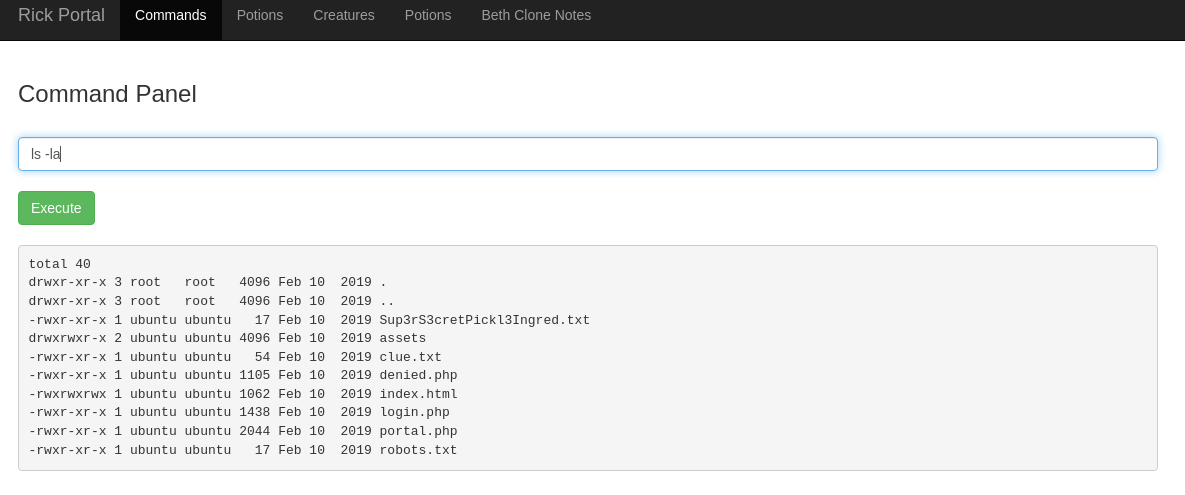 Rick Portal Commands Potions Creatures Potions Beth Clone Notes
Command Panel
ls -la
Execute
total 40
drwxr-xr-x 3 root   root   4096 Feb 10  2019 .
drwxr-xr-x 3 root   root   4096 Feb 10  2019 ..
-rwxr-xr-x 1 ubuntu ubuntu   17 Feb 10  2019 Sup3rS3cretPickl3Ingred.txt
drwxrwxr-x 2 ubuntu ubuntu 4096 Feb 10  2019 assets
-rwxr-xr-x 1 ubuntu ubuntu   54 Feb 10  2019 clue.txt
-rwxr-xr-x 1 ubuntu ubuntu 1105 Feb 10  2019 denied.php
-rwxrwxrwx 1 ubuntu ubuntu 1062 Feb 10  2019 index.html
-rwxr-xr-x 1 ubuntu ubuntu 1438 Feb 10  2019 login.php
-rwxr-xr-x 1 ubuntu ubuntu 2044 Feb 10  2019 portal.php
-rwxr-xr-x 1 ubuntu ubuntu   17 Feb 10  2019 robots.txt